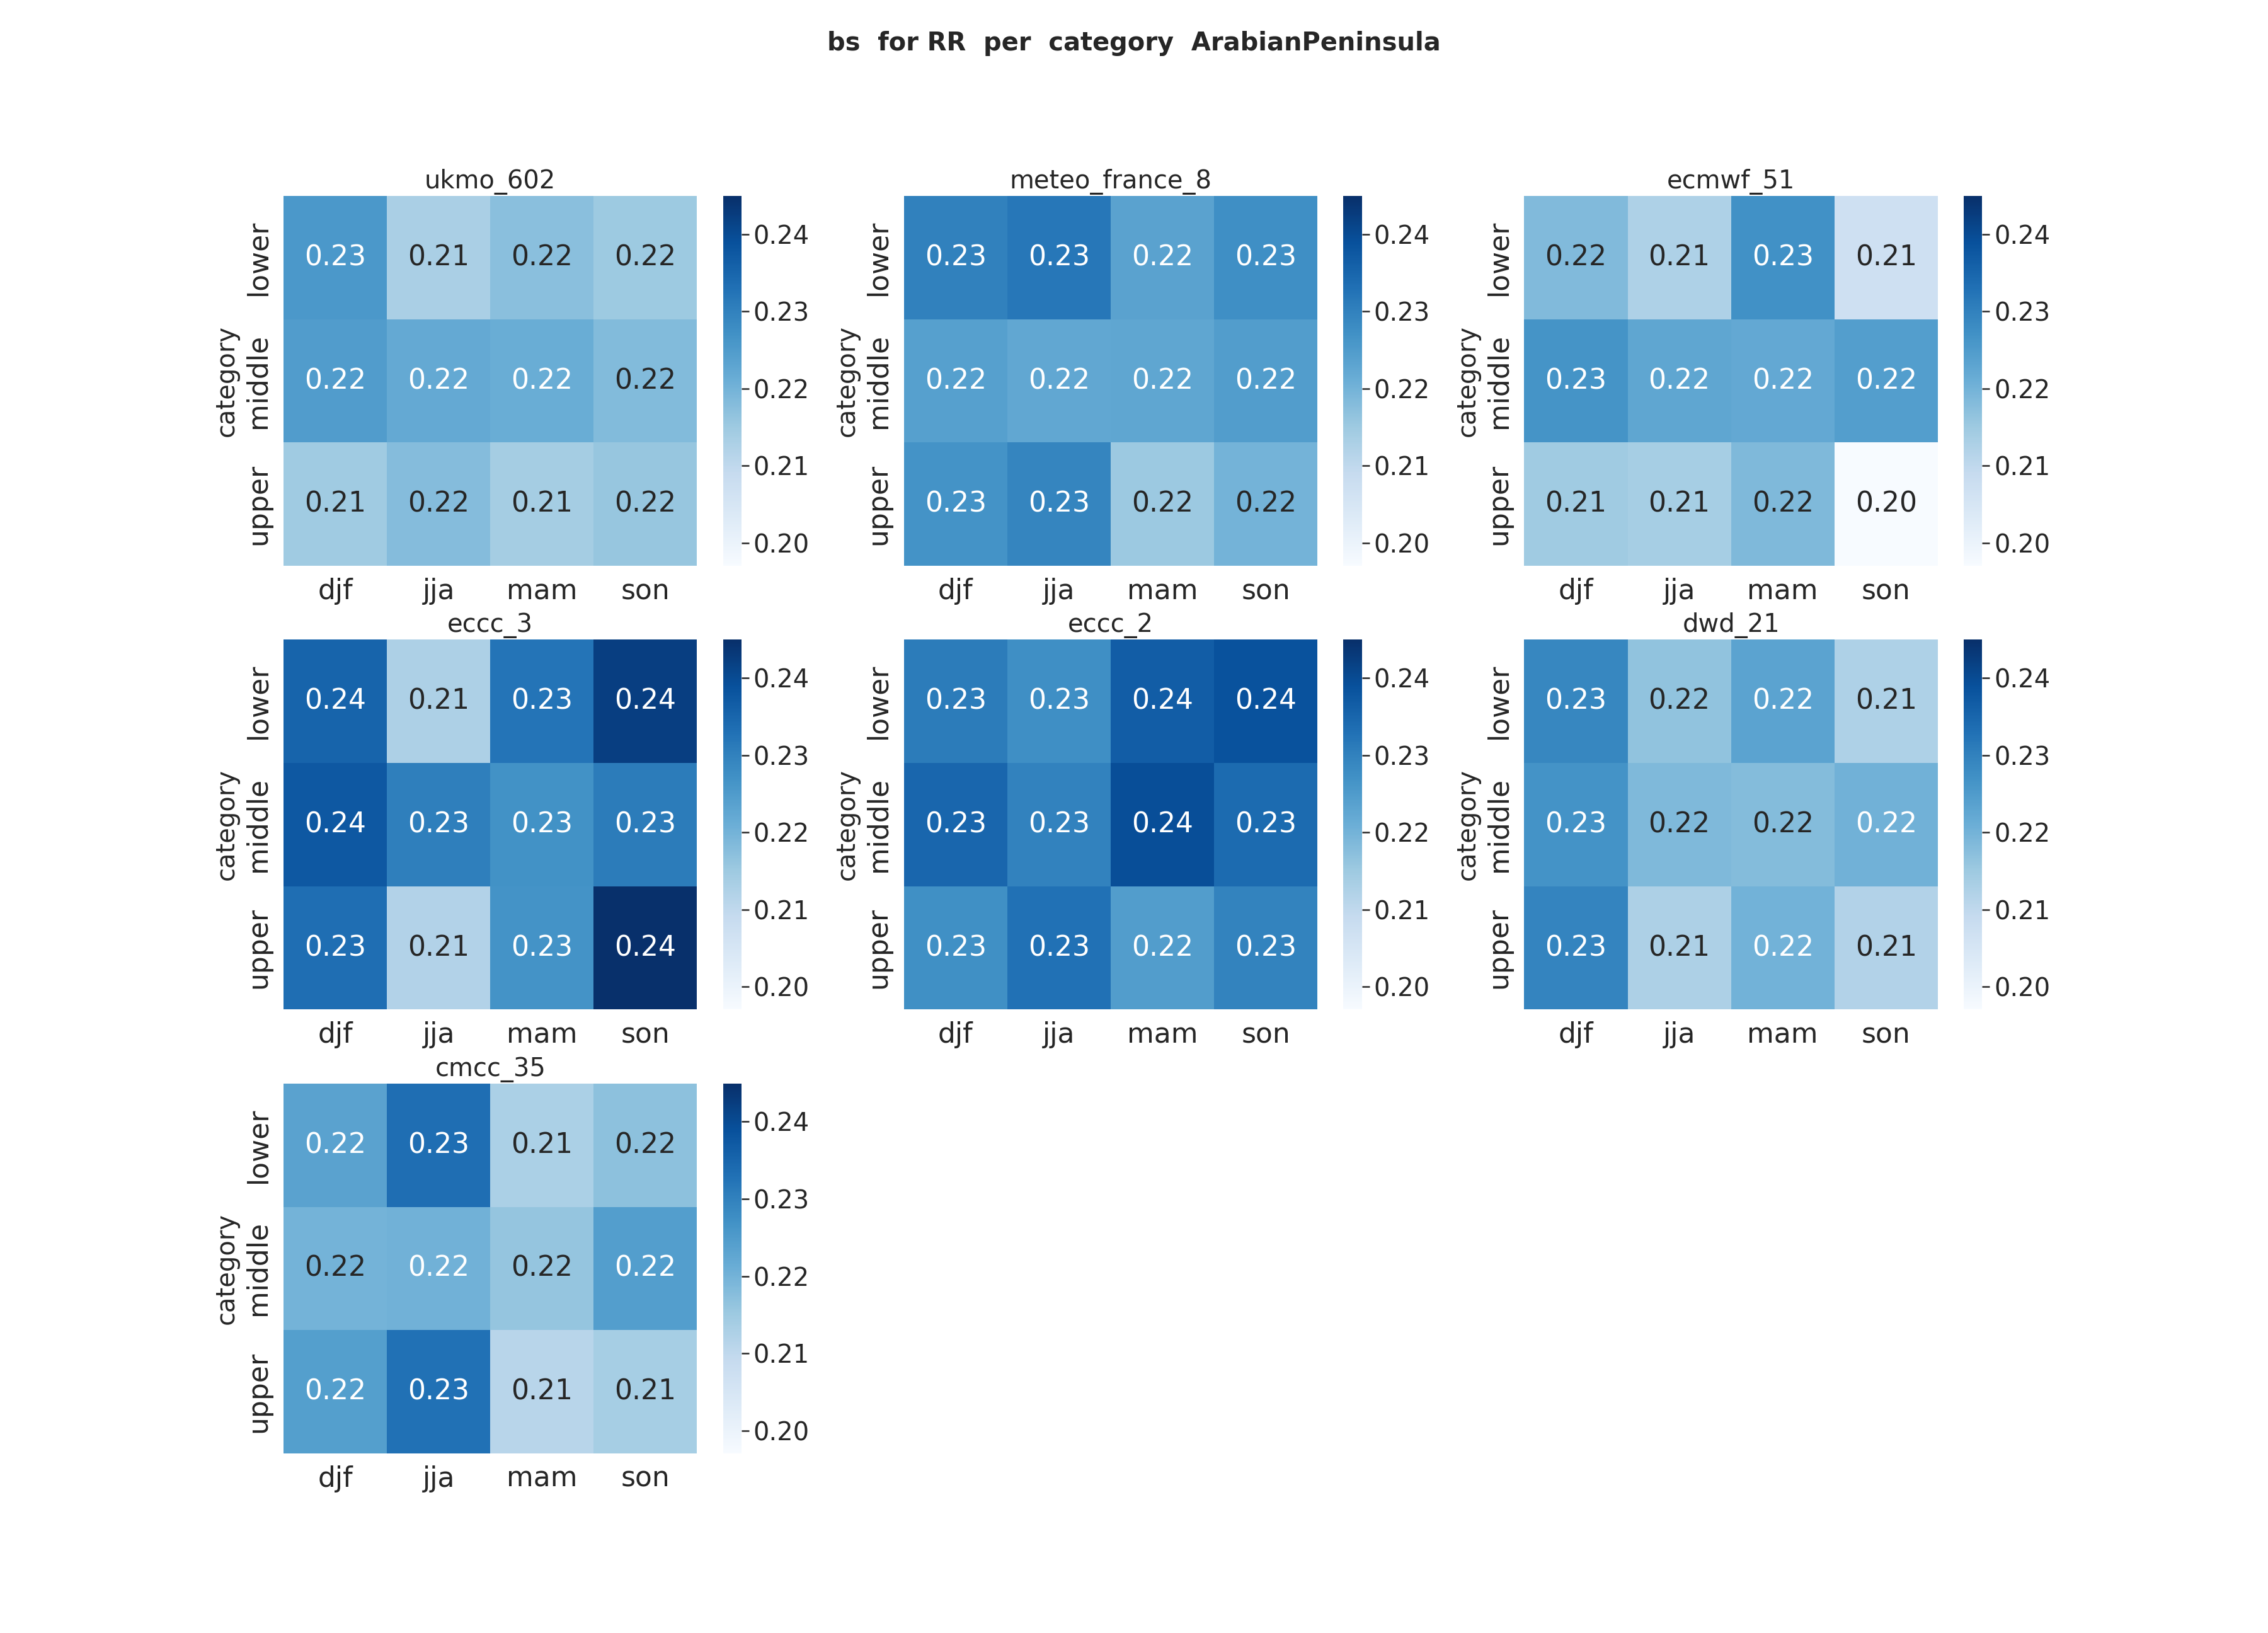 bs for RR per category ArabianPeninsula
ukmo_602
category
lower
middle
upper
0.23 0.21 0.22 0.22
0.22 0.22 0.22 0.22
0.21 0.22 0.21 0.22
djf jja mam son
0.24
0.23
0.22
0.21
0.20
meteo_france_8
category
lower
middle
upper
0.23 0.23 0.22 0.23
0.22 0.22 0.22 0.22
0.23 0.23 0.22 0.22
djf jja mam son
0.24
0.23
0.22
0.21
0.20
ecmwf_51
category
lower
middle
upper
0.22 0.21 0.23 0.21
0.23 0.22 0.22 0.22
0.21 0.21 0.22 0.20
djf jja mam son
0.24
0.23
0.22
0.21
0.20
eccc_3
category
lower
middle
upper
0.24 0.21 0.23 0.24
0.24 0.23 0.23 0.23
0.23 0.21 0.23 0.24
djf jja mam son
0.24
0.23
0.22
0.21
0.20
eccc_2
category
lower
middle
upper
0.23 0.23 0.24 0.24
0.23 0.23 0.24 0.23
0.23 0.23 0.22 0.23
djf jja mam son
0.24
0.23
0.22
0.21
0.20
dwd_21
category
lower
middle
upper
0.23 0.22 0.22 0.21
0.23 0.22 0.22 0.22
0.23 0.21 0.22 0.21
djf jja mam son
0.24
0.23
0.22
0.21
0.20
cmcc_35
category
lower
middle
upper
0.22 0.23 0.21 0.22
0.22 0.22 0.22 0.22
0.22 0.23 0.21 0.21
djf jja mam son
0.24
0.23
0.22
0.21
0.20